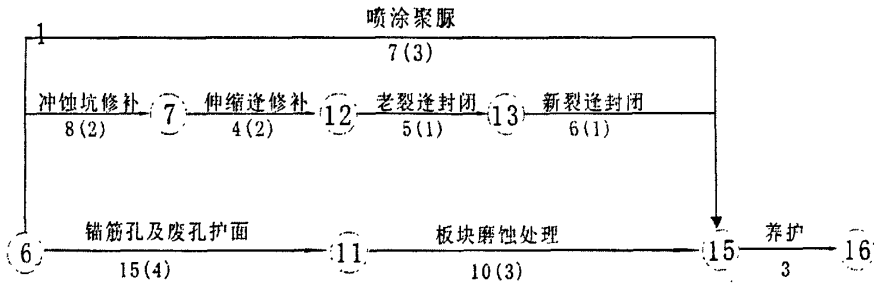 喷涂聚脲
1
7(3)
冲蚀坑修补 7 伸缩逢修补 12 老裂逢封闭 13 新裂逢封闭
8(2) 4(2) 5(1) 6(1)
6 锚筋孔及废孔护面 11 板块磨蚀处理 15 养护 16
15(4) 10(3) 3